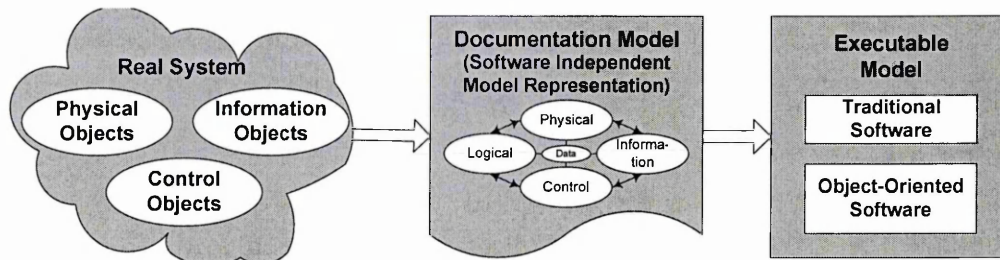 Real System
Physical
Objects
Information
Objects
Control
Objects
Documentation Model
(Software Independent
Model Representation)
Physical
Logical
Data
Informa-
tion
Control
Executable
Model
Traditional
Software
Object-Oriented
Software